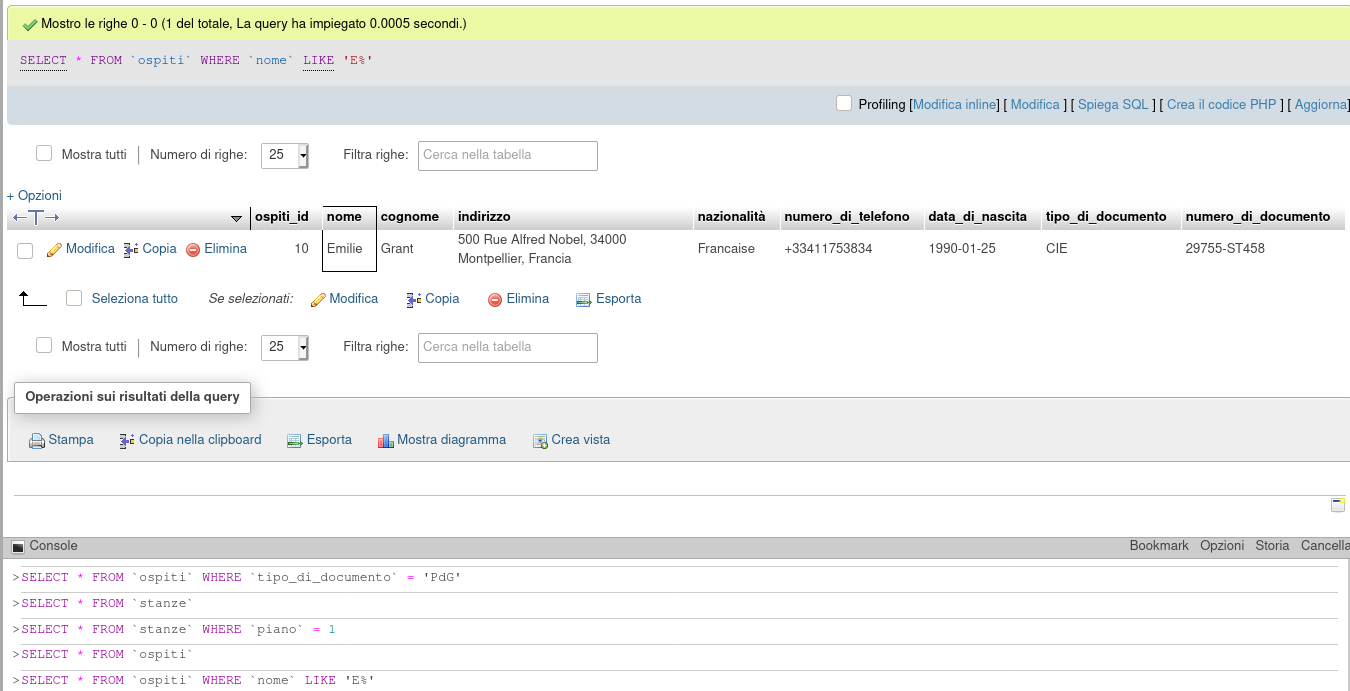 Mostro le righe 0 - 0 (1 del totale, La query ha impiegato 0.0005 secondi.)
SELECT * FROM `ospiti` WHERE `nome` LIKE 'E%'
Profiling [Modifica inline] [ Modifica ] [ Spiega SQL ] [ Crea il codice PHP ] [ Aggiorna]
Mostra tutti | Numero di righe: 25 Filtra righe: Cerca nella tabella
+ Opzioni
←T→ ospiti_id nome cognome indirizzo nazionalità numero_di_telefono data_di_nascita tipo_di_documento numero_di_documento
Modifica Copia Elimina 10 Emilie Grant 500 Rue Alfred Nobel, 34000 Francaise +33411753834 1990-01-25 CIE 29755-ST458
Montpellier, Francia
Seleziona tutto Se selezionati: Modifica Copia Elimina Esporta
Mostra tutti | Numero di righe: 25 Filtra righe: Cerca nella tabella
Operazioni sui risultati della query
Stampa Copia nella clipboard Esporta Mostra diagramma Crea vista
Console Bookmark Opzioni Storia Cancella
>SELECT * FROM `ospiti` WHERE `tipo_di_documento` = 'PdG'
>SELECT * FROM `stanze`
>SELECT * FROM `stanze` WHERE `piano` = 1
>SELECT * FROM `ospiti`
>SELECT * FROM `ospiti` WHERE `nome` LIKE 'E%'